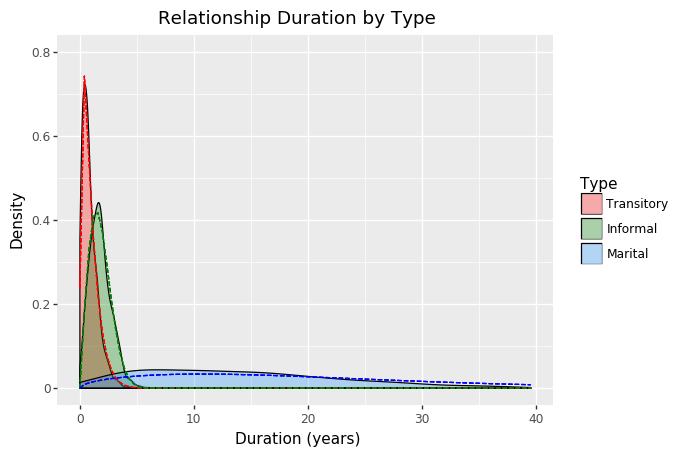 Relationship Duration by Type
0.8
0.6
0.4
0.2
0
Density
0
10
20
30
40
Duration (years)
Type
Transitory
Informal
Marital